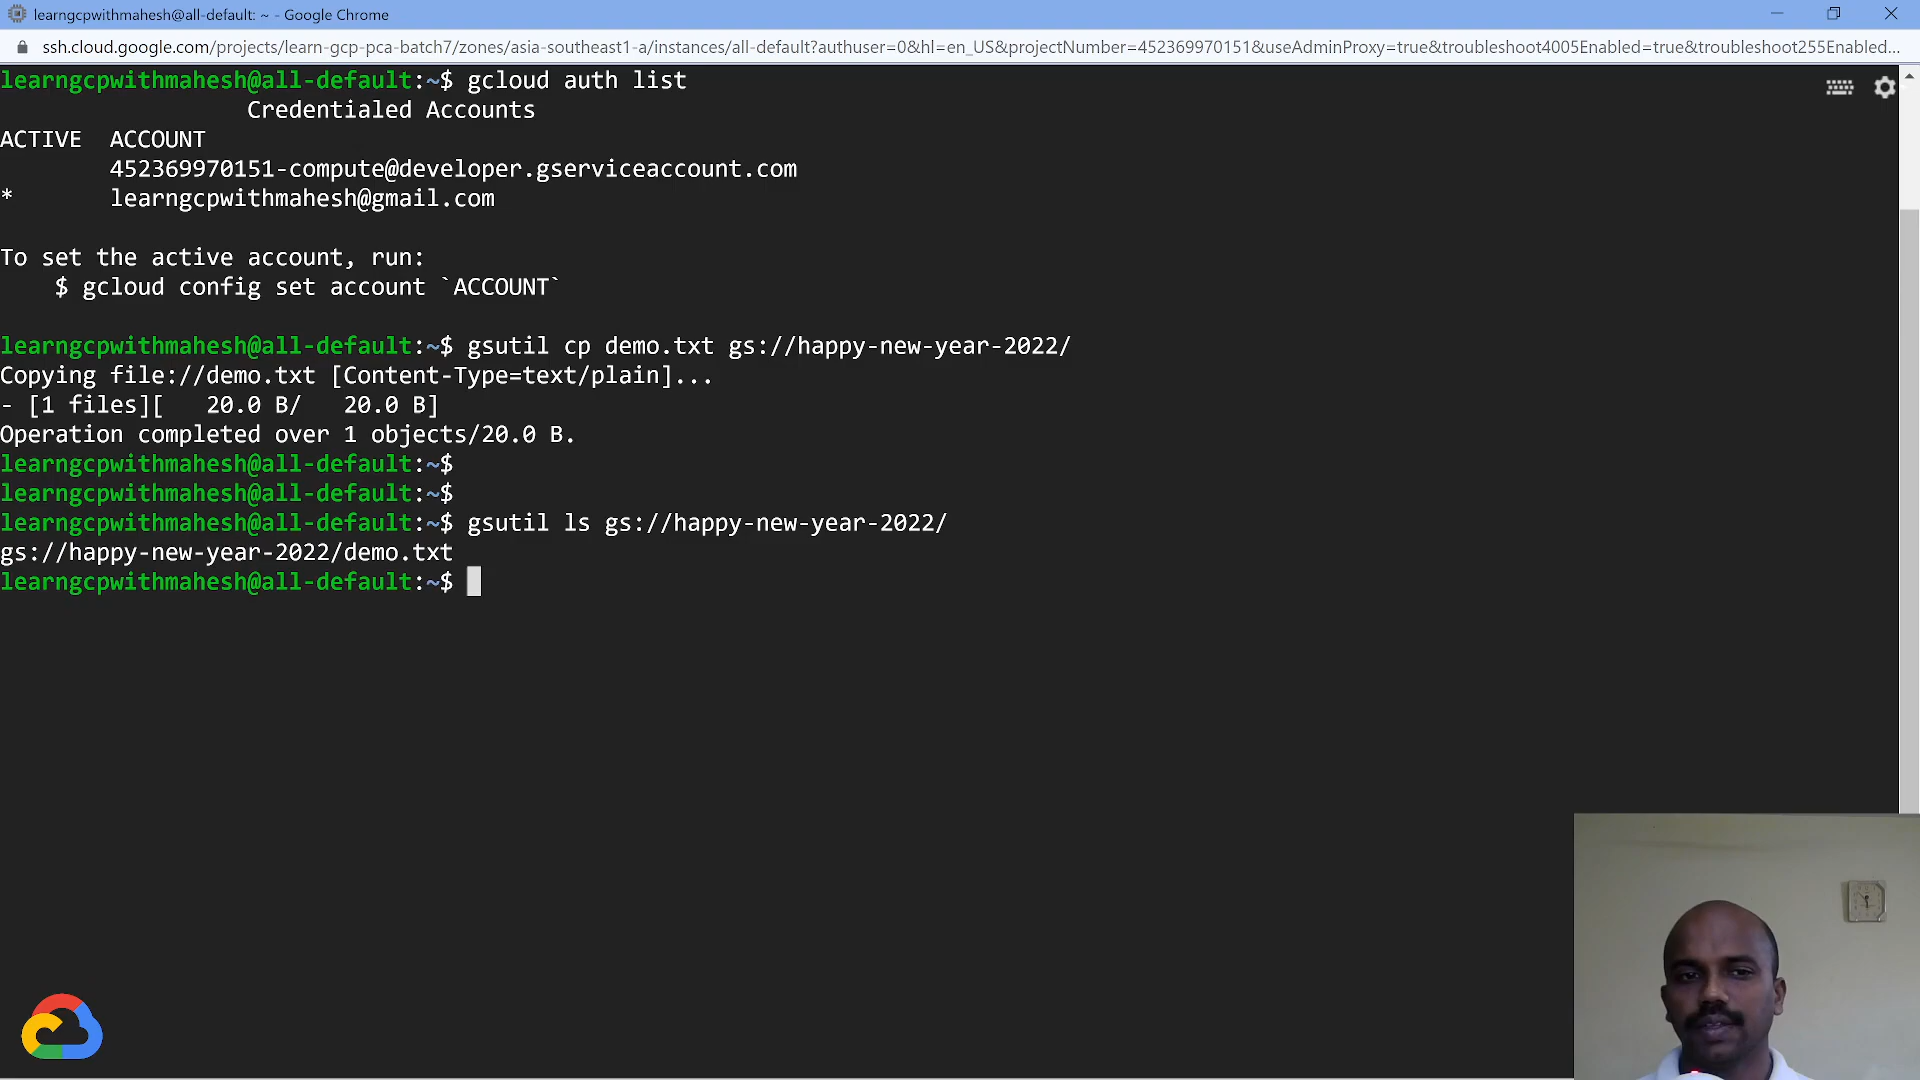 learngcpwithmahesh@all-default: ~ - Google Chrome
ssh.cloud.google.com/projects/learn-gcp-pca-batch7/zones/asia-southeast1-a/instances/all-default?authuser=0&hl=en_US&projectNumber=452369970151&useAdminProxy=true&troubleshoot4005Enabled=true&troubleshoot255Enabled...
learngcpwithmahesh@all-default:~$ gcloud auth list
Credentialed Accounts
ACTIVE  ACCOUNT
452369970151-compute@developer.gserviceaccount.com
*       learngcpwithmahesh@gmail.com
To set the active account, run:
$ gcloud config set account `ACCOUNT`
learngcpwithmahesh@all-default:~$ gsutil cp demo.txt gs://happy-new-year-2022/
Copying file://demo.txt [Content-Type=text/plain]...
- [1 files][   20.0 B/   20.0 B]
Operation completed over 1 objects/20.0 B.
learngcpwithmahesh@all-default:~$
learngcpwithmahesh@all-default:~$
learngcpwithmahesh@all-default:~$ gsutil ls gs://happy-new-year-2022/
gs://happy-new-year-2022/demo.txt
learngcpwithmahesh@all-default:~$